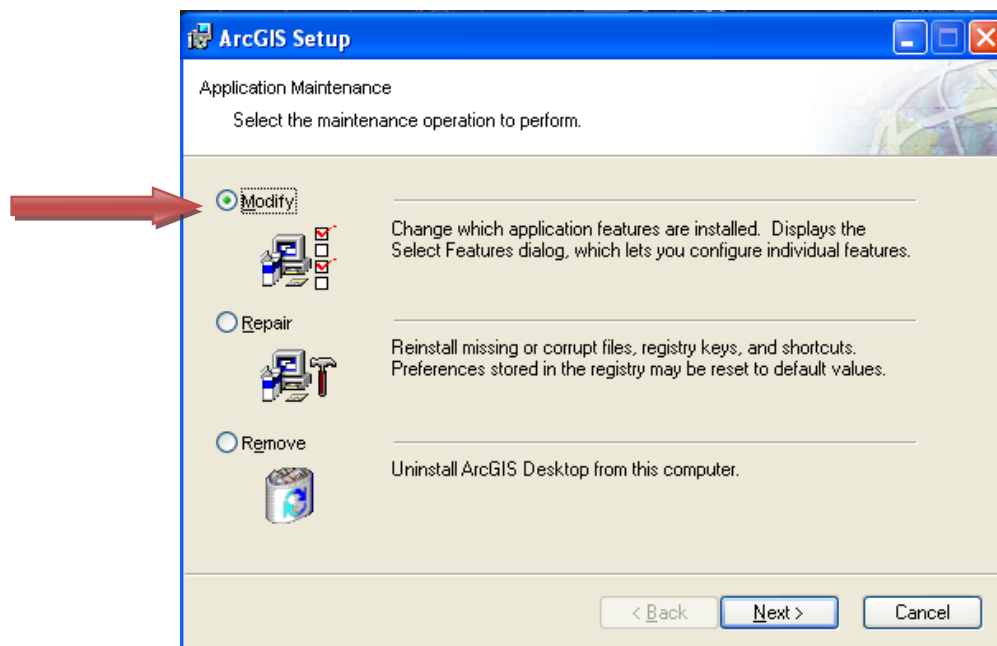 ArcGIS Setup
Application Maintenance
Select the maintenance operation to perform.
Modify
Change which application features are installed.  Displays the
Select Features dialog, which lets you configure individual features.
Repair
Reinstall missing or corrupt files, registry keys, and shortcuts.
Preferences stored in the registry may be reset to default values.
Remove
Uninstall ArcGIS Desktop from this computer.
< Back
Next >
Cancel